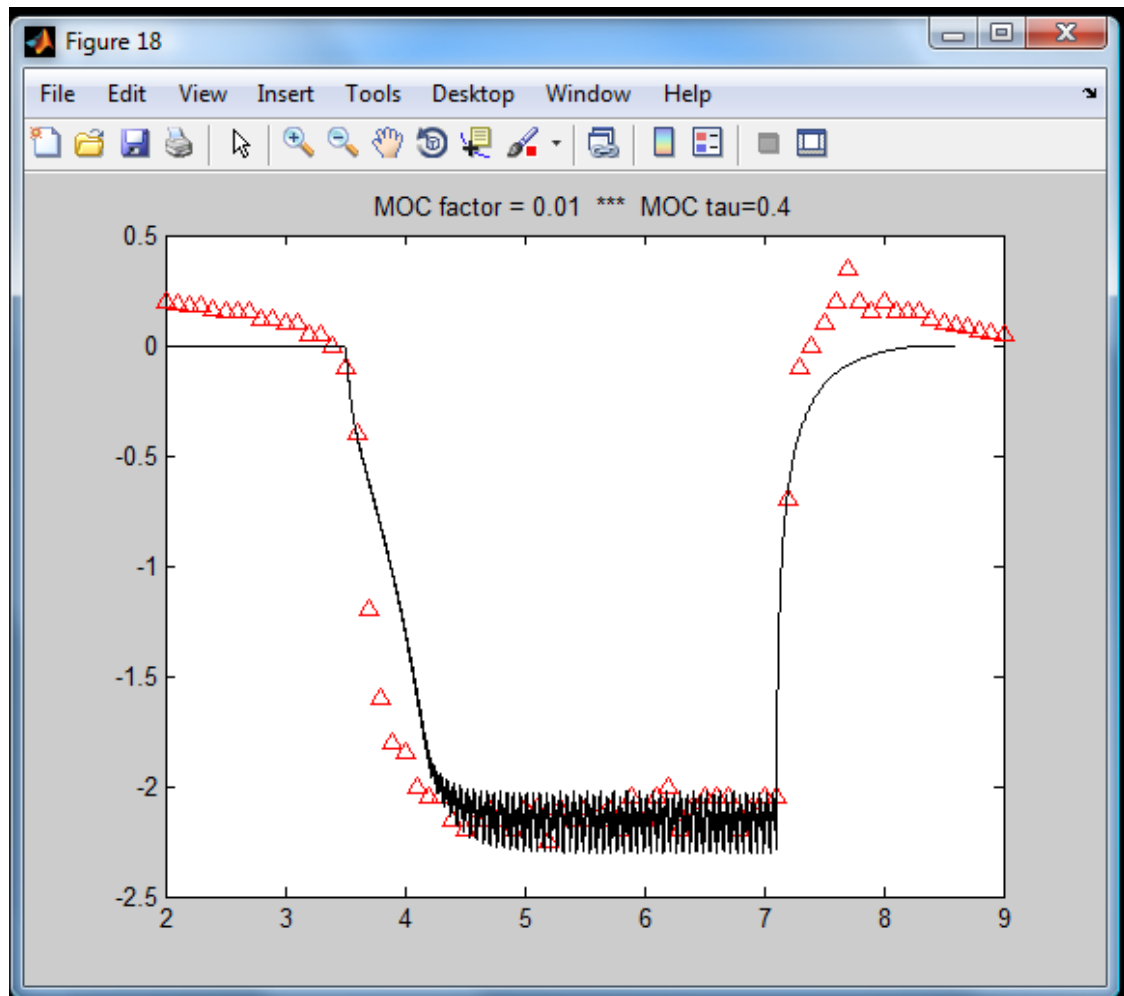 Figure 18
File Edit View Insert Tools Desktop Window Help
MOC factor = 0.01 *** MOC tau=0.4
0.5
0
-0.5
-1
-1.5
-2
-2.5
2 3 4 5 6 7 8 9